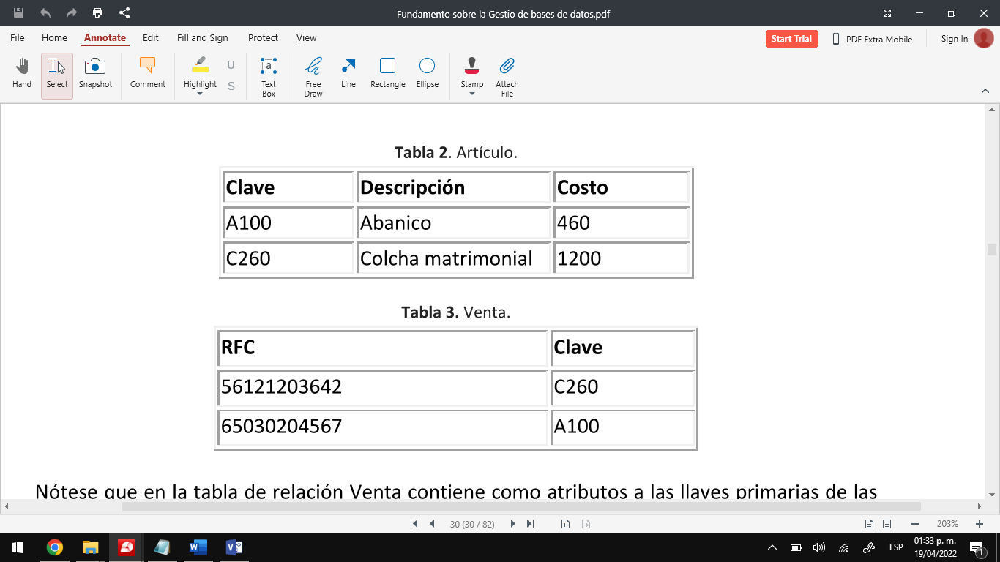 Fundamento sobre la Gestio de bases de datos.pdf
File Home Annotate Edit Fill and Sign Protect View
Start Trial PDF Extra Mobile Sign In
Hand Select Snapshot Comment Highlight U S Text Box Free Draw Line Rectangle Ellipse Stamp Attach File
Tabla 2. Artículo.
Clave Descripción Costo
A100 Abanico 460
C260 Colcha matrimonial 1200
Tabla 3. Venta.
RFC Clave
56121203642 C260
65030204567 A100
Nótese que en la tabla de relación Venta contiene como atributos a las llaves primarias de las
30 (30 / 82) 203%
ESP 01:33 p. m.
19/04/2022 1